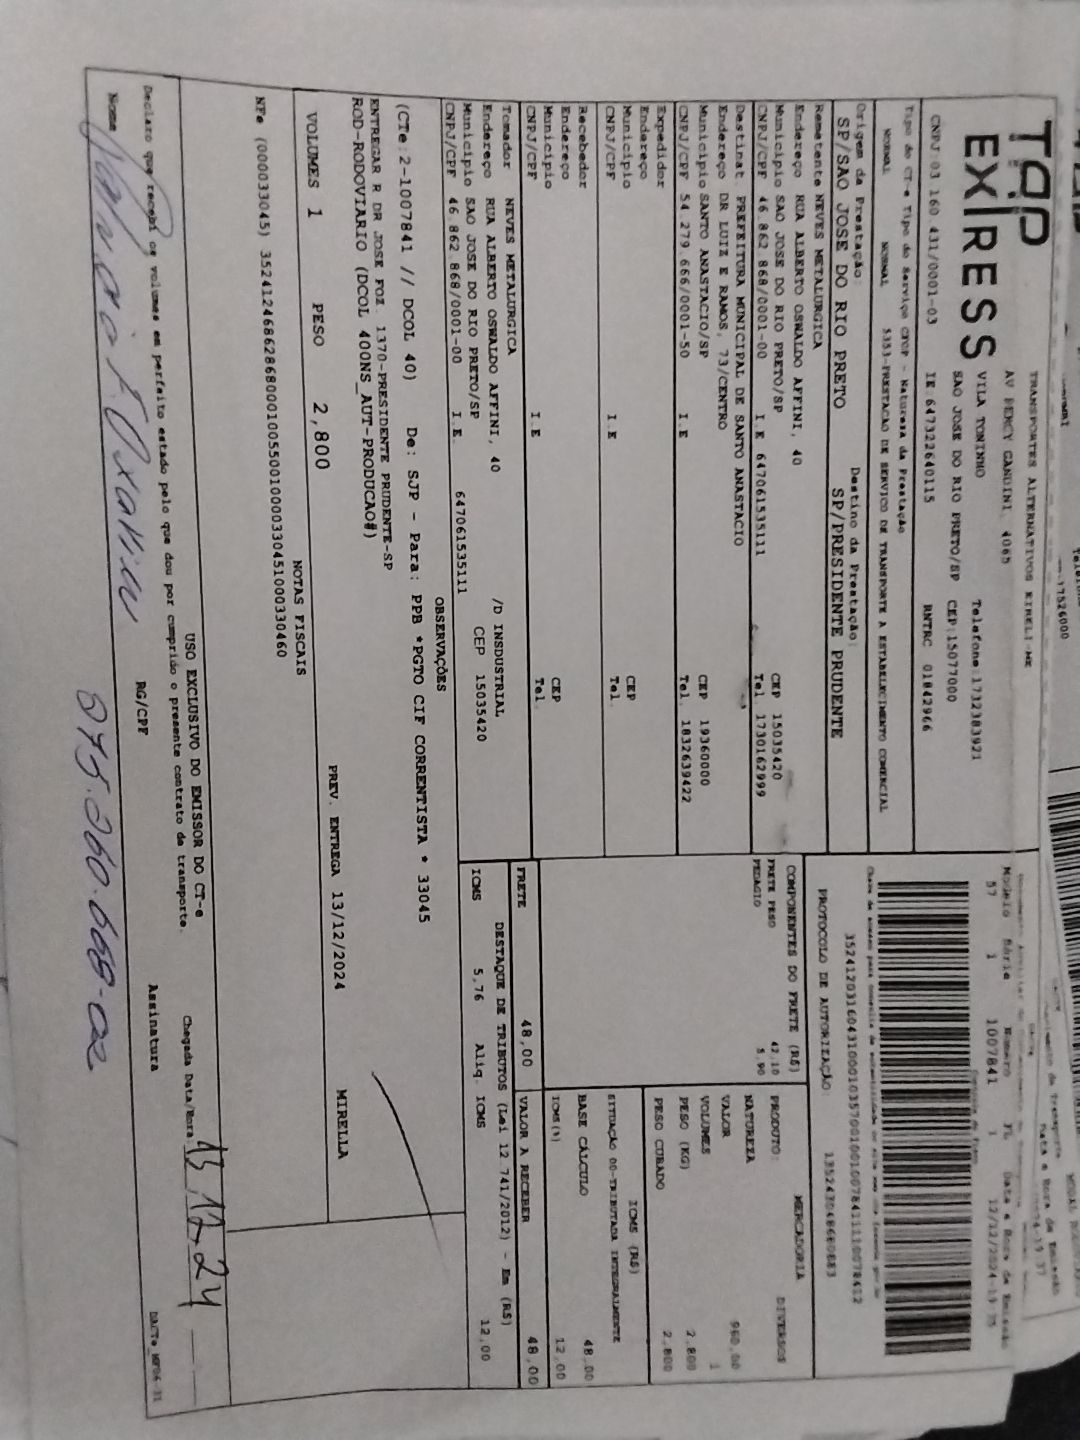 TAP
EX|RESS
TRANSPORTES ALTERNATIVOS EIRELI ME
AV PERCY GANDINI, 4065
VILA TONINHO Telefone:1732383921
SAO JOSE DO RIO PRETO/SP CEP:15077000
CNPJ:03.160.431/0001-03 IE:647322640115 RNTRC 01842966
Tipo do CT-e Tipo do Serviço CFOP - Natureza da Prestação
NORMAL NORMAL 5353-PRESTACAO DE SERVICO DE TRANSPORTE A ESTABELECIMENTO COMERCIAL
Origem da Prestação: Destino da Prestação:
SP/SAO JOSE DO RIO PRETO SP/PRESIDENTE PRUDENTE
Remetente NEVES METALURGICA
Endereço RUA ALBERTO OSWALDO AFFINI, 40
Municipio SAO JOSE DO RIO PRETO/SP CEP 15035420
CNPJ/CPF 46.862.868/0001-00 I.E 647061535111 Tel 1730162999
Destinat. PREFEITURA MUNICIPAL DE SANTO ANASTACIO
Endereço DR LUIZ E RAMOS, 73/CENTRO
Municipio SANTO ANASTACIO/SP CEP 19360000
CNPJ/CPF 54.279.666/0001-50 I.E Tel. 1832639422
Expedidor
Endereço
Municipio CEP
CNPJ/CPF I.E Tel.
Recebedor
Endereço
Municipio CEP
CNPJ/CPF I.E Tel.
Tomador NEVES METALURGICA
Endereço RUA ALBERTO OSWALDO AFFINI, 40 /D INSDUSTRIAL
Municipio SAO JOSE DO RIO PRETO/SP CEP 15035420
CNPJ/CPF 46.862.868/0001-00 I.E. 647061535111
Modelo Série Numero FL Data e Hora de Emissão
57 1 1007841 1
PROTOCOLO DE AUTORIZAÇÃO:
COMPONENTES DO FRETE (R$)
FRETE PESO 42,10
PEDAGIO 5,90
MERCADORIA
PRODUTO: DIVERSOS
NATUREZA
VALOR 960,00
VOLUMES 1
PESO (KG) 2,800
PESO CUBADO 2,800
ICMS (R$)
SITUAÇÃO 00-TRIBUTADA INTEGRALMENTE
BASE CÁLCULO 48,00
ICMS(%) 12,00
FRETE 48,00 VALOR A RECEBER 48,00
DESTAQUE DE TRIBUTOS (Lei 12.741/2012) - Em (R$)
ICMS 5,76 Aliq. ICMS 12,00
OBSERVAÇÕES
(CTe:2-1007841 // DCOL 40) De: SJP - Para: PPB *PGTO CIF CORRENTISTA * 33045
ENTREGAR R DR JOSE FOZ 1370-PRESIDENTE PRUDENTE-SP
ROD-RODOVIARIO (DCOL 400NS_AUT-PRODUCAO#)
VOLUMES 1 PESO 2,800 PREV. ENTREGA 13/12/2024 MIRELLA
NOTAS FISCAIS
NFe (000033045) 35241246862868000100550010000330451000330460
USO EXCLUSIVO DO EMISSOR DO CT-e
Declaro que recebi os volumes em perfeito estado pelo que dou por cumprido o presente contrato de transporte. Chegada Data/Hora: 13.12.24
Nome RG/CPF Assinatura